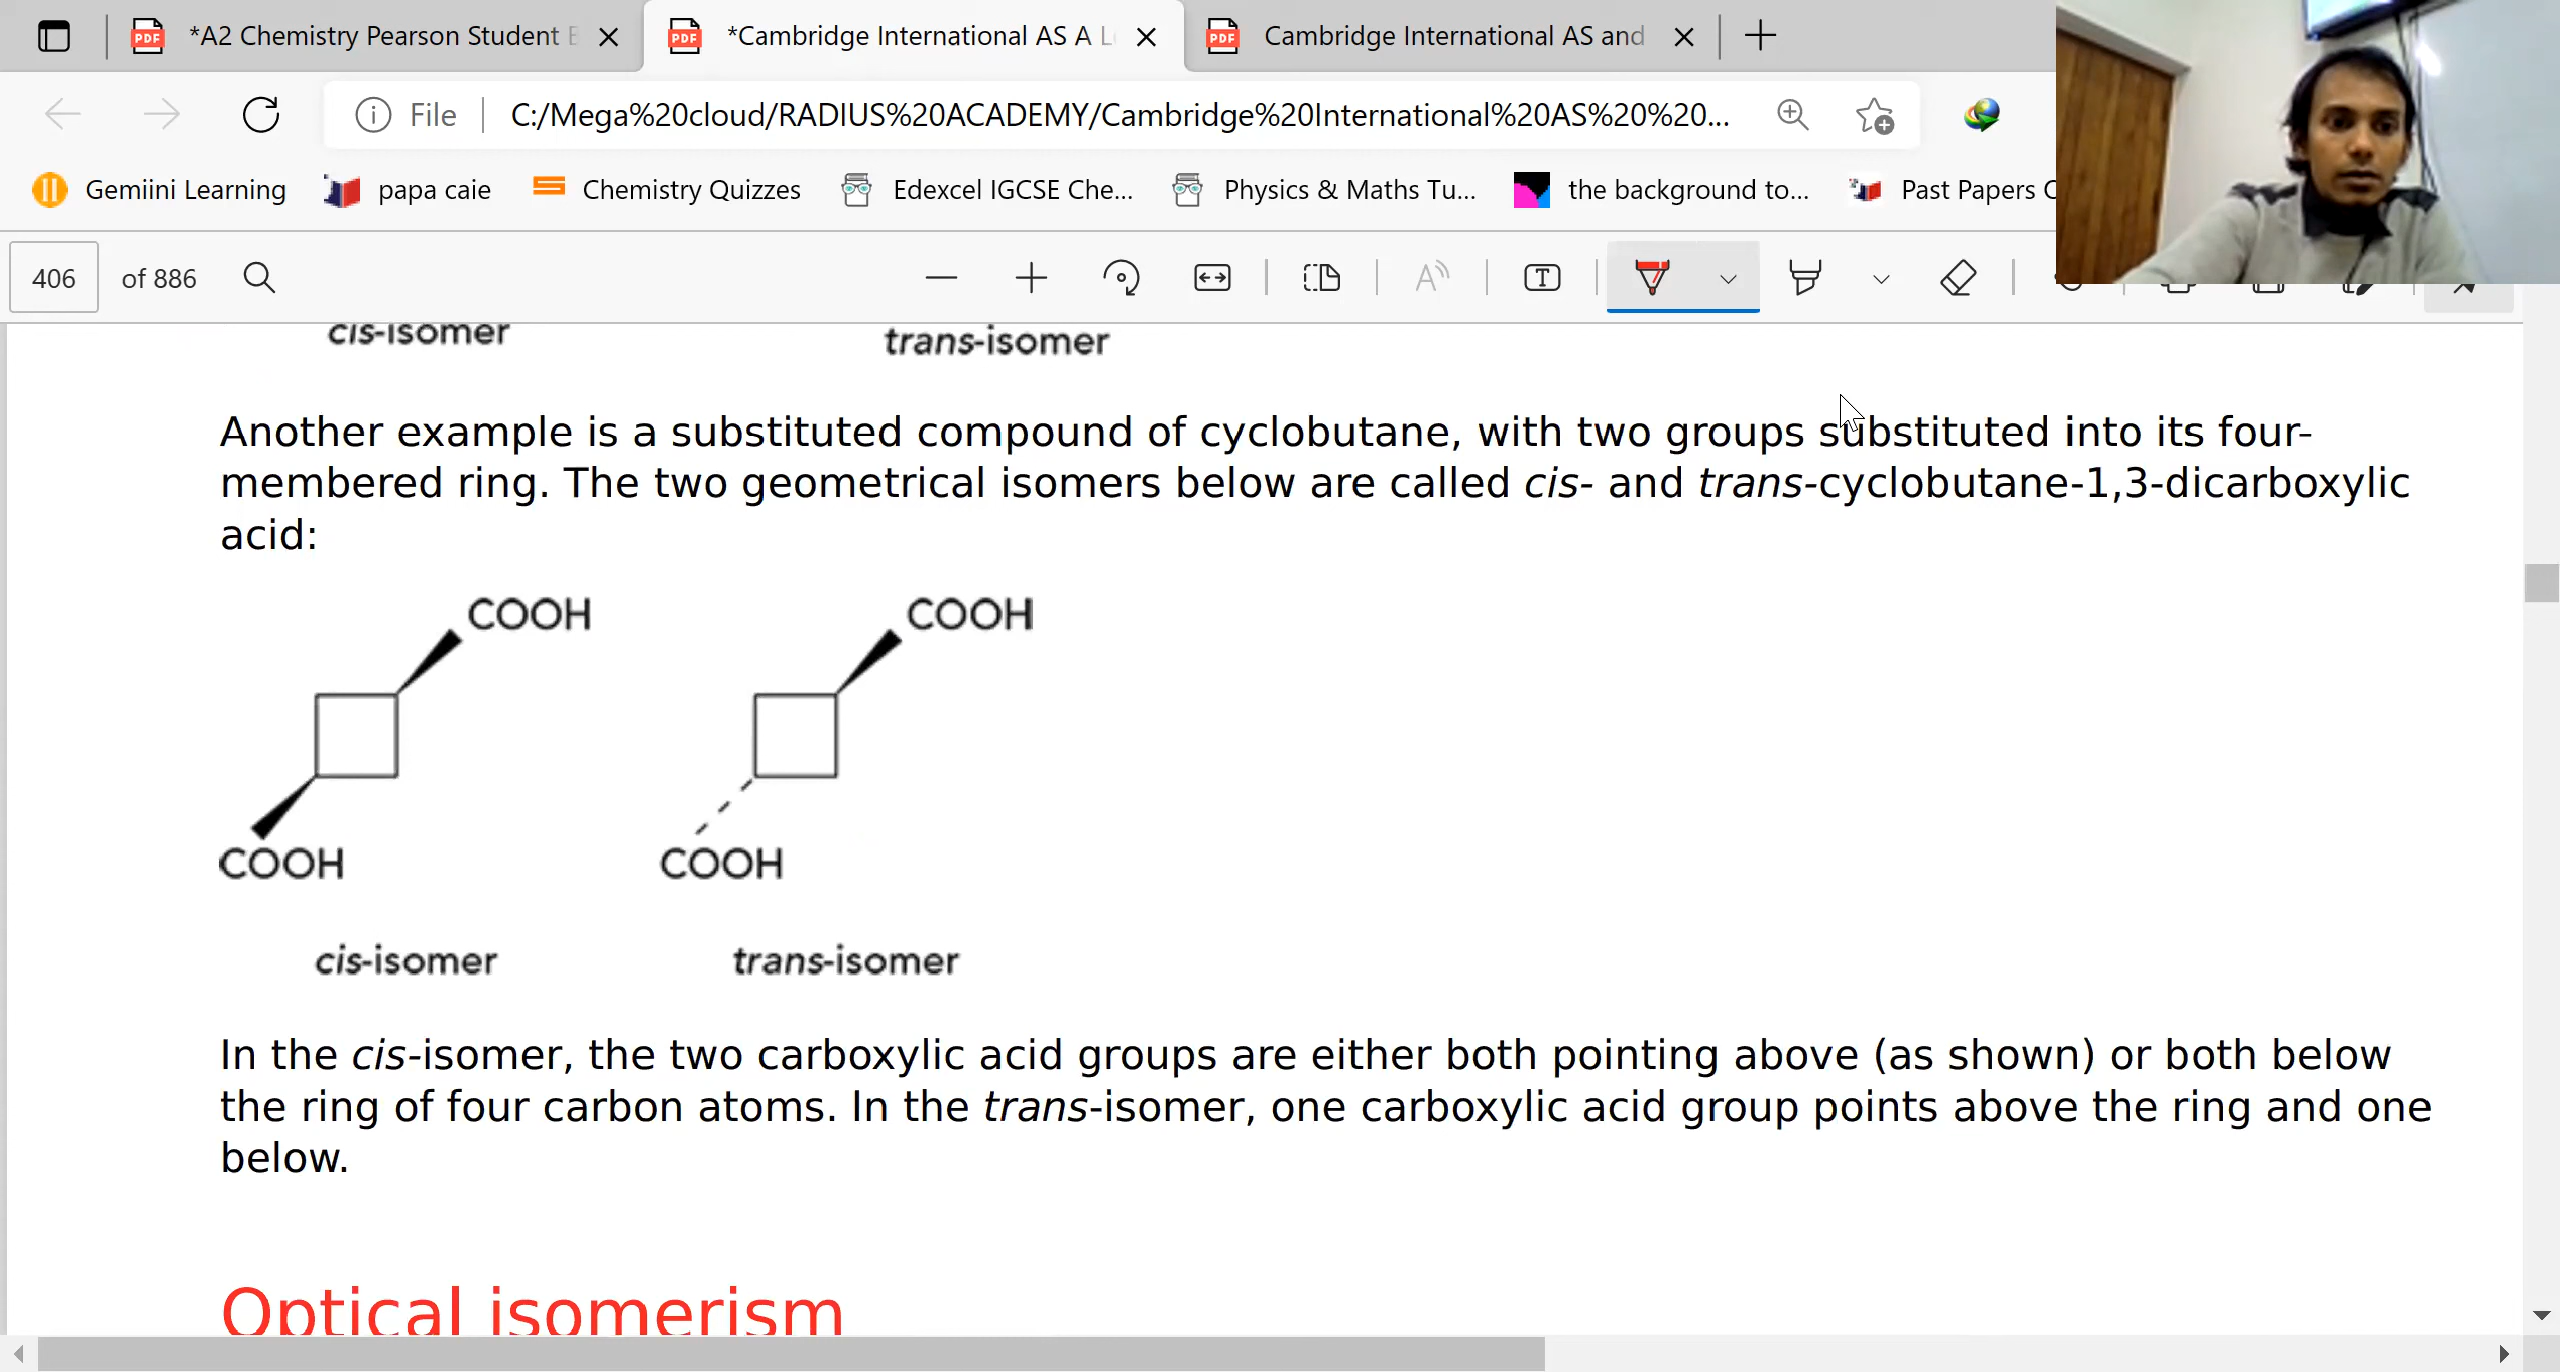 *A2 Chemistry Pearson Student
*Cambridge International AS A L
Cambridge International AS and
File
C:/Mega%20cloud/RADIUS%20ACADEMY/Cambridge%20International%20AS%20%20...
Gemiini Learning
papa caie
Chemistry Quizzes
Edexcel IGCSE Che...
Physics & Maths Tu...
the background to...
Past Papers
406 of 886
cis-isomer
trans-isomer
Another example is a substituted compound of cyclobutane, with two groups substituted into its four-
membered ring. The two geometrical isomers below are called cis- and trans-cyclobutane-1,3-dicarboxylic
acid:
COOH
COOH
COOH
COOH
cis-isomer
trans-isomer
In the cis-isomer, the two carboxylic acid groups are either both pointing above (as shown) or both below
the ring of four carbon atoms. In the trans-isomer, one carboxylic acid group points above the ring and one
below.
Optical isomerism